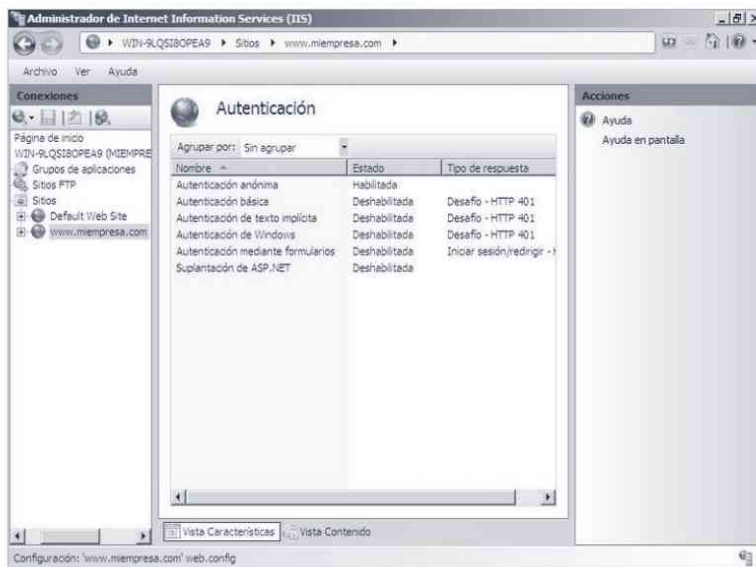 Administrador de Internet Information Services (IIS)
WIN-9LQSI8OPEA9 Sitios www.miempresa.com
Archivo Ver Ayuda
Conexiones
Página de inicio
WIN-9LQSI8OPEA9 (MIEMPRE
Grupos de aplicaciones
Sitios FTP
Sitios
Default Web Site
www.miempresa.com
Autenticación
Agrupar por: Sin agrupar
Nombre Estado Tipo de respuesta
Autenticación anónima Habilitada
Autenticación básica Deshabilitada Desafío - HTTP 401
Autenticación de texto implícita Deshabilitada Desafío - HTTP 401
Autenticación de Windows Deshabilitada Desafío - HTTP 401
Autenticación mediante formularios Deshabilitada Iniciar sesión/redirigir - H
Suplantación de ASP.NET Deshabilitada
Vista Características Vista Contenido
Acciones
Ayuda
Ayuda en pantalla
Configuración: 'www.miempresa.com' web.config